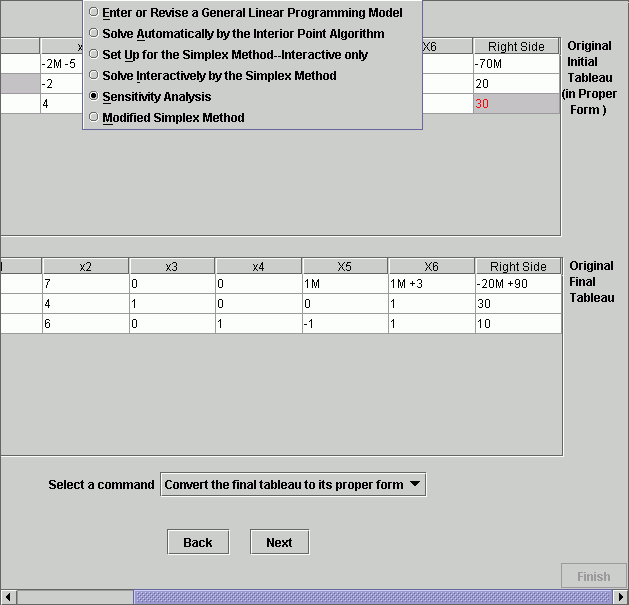 Enter or Revise a General Linear Programming Model
Solve Automatically by the Interior Point Algorithm
Set Up for the Simplex Method--Interactive only
Solve Interactively by the Simplex Method
Sensitivity Analysis
Modified Simplex Method
X6 Right Side
-2M -5 -70M
-2 20
4 30
Original
Initial
Tableau
(in Proper
Form )
x2 x3 x4 X5 X6 Right Side
7 0 0 1M 1M +3 -20M +90
4 1 0 0 1 30
6 0 1 -1 1 10
Original
Final
Tableau
Select a command Convert the final tableau to its proper form
Back Next
Finish